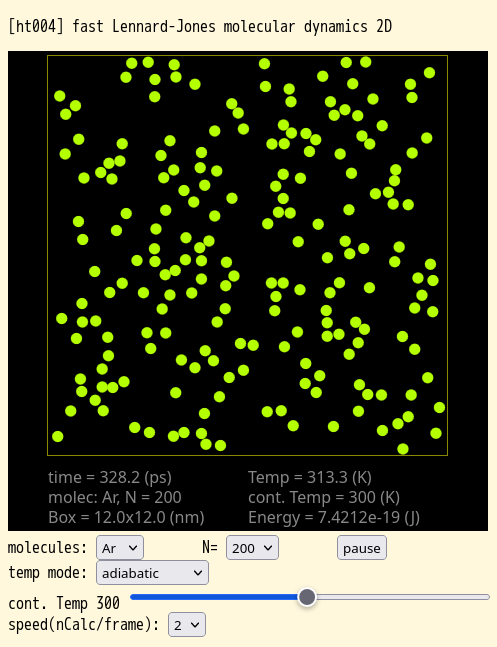 [ht004] fast Lennard-Jones molecular dynamics 2D
time = 328.2 (ps) Temp = 313.3 (K)
molec: Ar, N = 200 cont. Temp = 300 (K)
Box = 12.0x12.0 (nm) Energy = 7.4212e-19 (J)
molecules: Ar N= 200 pause
temp mode: adiabatic
cont. Temp 300
speed(nCalc/frame): 2